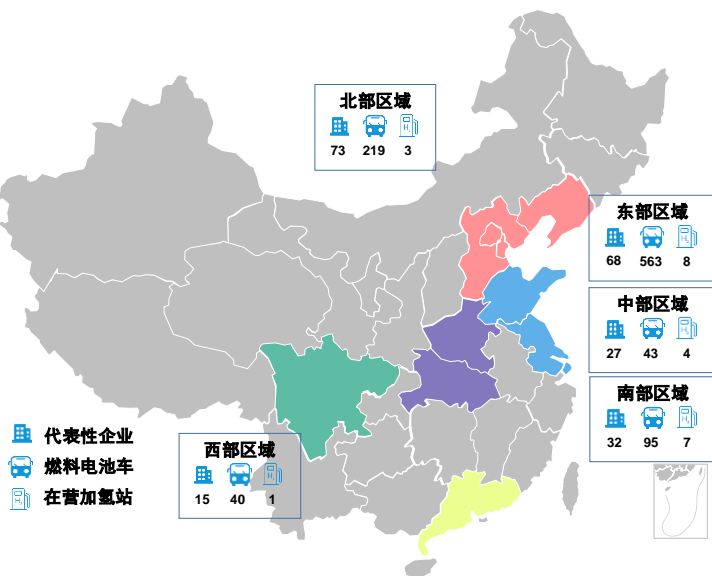 北部区域
73 219 3
东部区域
68 563 8
中部区域
27 43 4
南部区域
32 95 7
西部区域
15 40 1
代表性企业
燃料电池车
在营加氢站